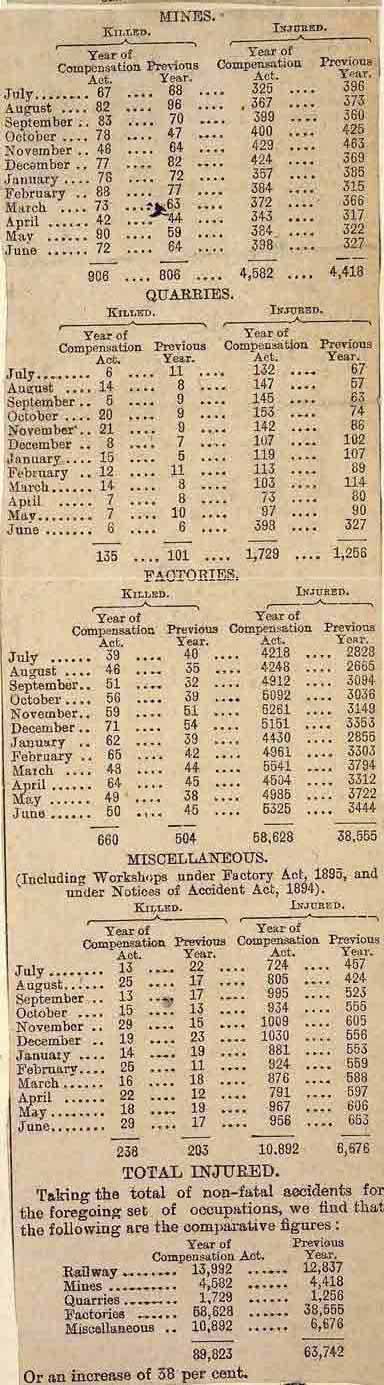 MINES.
KILLED. INJURED.
Year of Year of
Compensation Previous Compensation Previous
Act. Year. Act. Year.
July........ 67 .... 68 .... 325 .... 396
August .... 82 .... 96 .... 367 .... 373
September .. 83 .... 70 .... 399 .... 360
October .... 78 .... 47 .... 400 .... 425
November .. 48 .... 64 .... 429 .... 463
December .. 77 .... 82 .... 424 .... 369
January .... 76 .... 72 .... 357 .... 385
February .. 88 .... 77 .... 384 .... 315
March .... 73 .... 63 .... 372 .... 366
April .... 42 .... 44 .... 343 .... 317
May .... 90 .... 59 .... 384 .... 322
June .... 72 .... 64 .... 398 .... 327
906 .... 806 .... 4,582 .... 4,418
QUARRIES.
KILLED. INJURED.
Year of Year of
Compensation Previous Compensation Previous
Act. Year. Act. Year.
July........ 6 .... 11 .... 132 .... 67
August .... 14 .... 8 .... 147 .... 57
September.. 5 .... 9 .... 145 .... 63
October .... 20 .... 9 .... 153 .... 74
November .. 21 .... 9 .... 142 .... 86
December .. 8 .... 7 .... 107 .... 102
January.... 15 .... 5 .... 119 .... 107
February .. 12 .... 11 .... 113 .... 89
March...... 14 .... 8 .... 103 .... 114
April .... 7 .... 8 .... 73 .... 80
May........ 7 .... 10 .... 97 .... 90
June ...... 6 .... 6 .... 398 .... 327
135 .... 101 .... 1,729 .... 1,256
FACTORIES.
KILLED. INJURED.
Year of Year of
Compensation Previous Compensation Previous
Act. Year. Act. Year.
July ...... 39 .... 40 .... 4218 .... 2828
August .... 46 .... 35 .... 4248 .... 2665
September.. 51 .... 32 .... 4912 .... 3094
October.... 56 .... 39 .... 5092 .... 3036
November.. 59 .... 51 .... 5261 .... 3149
December.. 71 .... 54 .... 5151 .... 3353
January .. 62 .... 39 .... 4430 .... 2855
February .. 65 .... 42 .... 4961 .... 3303
March .... 48 .... 44 .... 5541 .... 3794
April ...... 64 .... 45 .... 4504 .... 3312
May ...... 49 .... 38 .... 4985 .... 3722
June ...... 50 .... 45 .... 5325 .... 3444
660 504 58,628 38,555
MISCELLANEOUS.
(Including Workshops under Factory Act, 1895, and
under Notices of Accident Act, 1894).
KILLED. INJURED.
Year of Year of
Compensation Previous Compensation Previous
Act. Year. Act. Year.
July ........ 13 .... 22 .... 724 .... 457
August...... 25 .... 17 .... 805 .... 424
September .. 13 .... 17 .... 995 .... 523
October .... 15 .... 13 .... 934 .... 555
November .. 29 .... 15 .... 1009 .... 605
December .. 19 .... 23 .... 1030 .... 556
January .... 14 .... 19 .... 881 .... 553
February.... 25 .... 11 .... 924 .... 559
March...... 16 .... 18 .... 876 .... 588
April ...... 22 .... 12 .... 791 .... 597
May........ 18 .... 19 .... 967 .... 606
June........ 29 .... 17 .... 956 .... 653
238 203 10.892 6,676
TOTAL INJURED.
Taking the total of non-fatal accidents for
the foregoing set of occupations, we find that
the following are the comparative figures :
Year of Previous
Compensation Act. Year.
Railway ........ 13,992 ...... 12,837
Mines .......... 4,582 ...... 4,418
Quarries ........ 1,729 ...... 1,256
Factories ...... 58,628 ...... 38,555
Miscellaneous .. 10,892 ...... 6,676
89,823 63,742
Or an increase of 38 per cent.